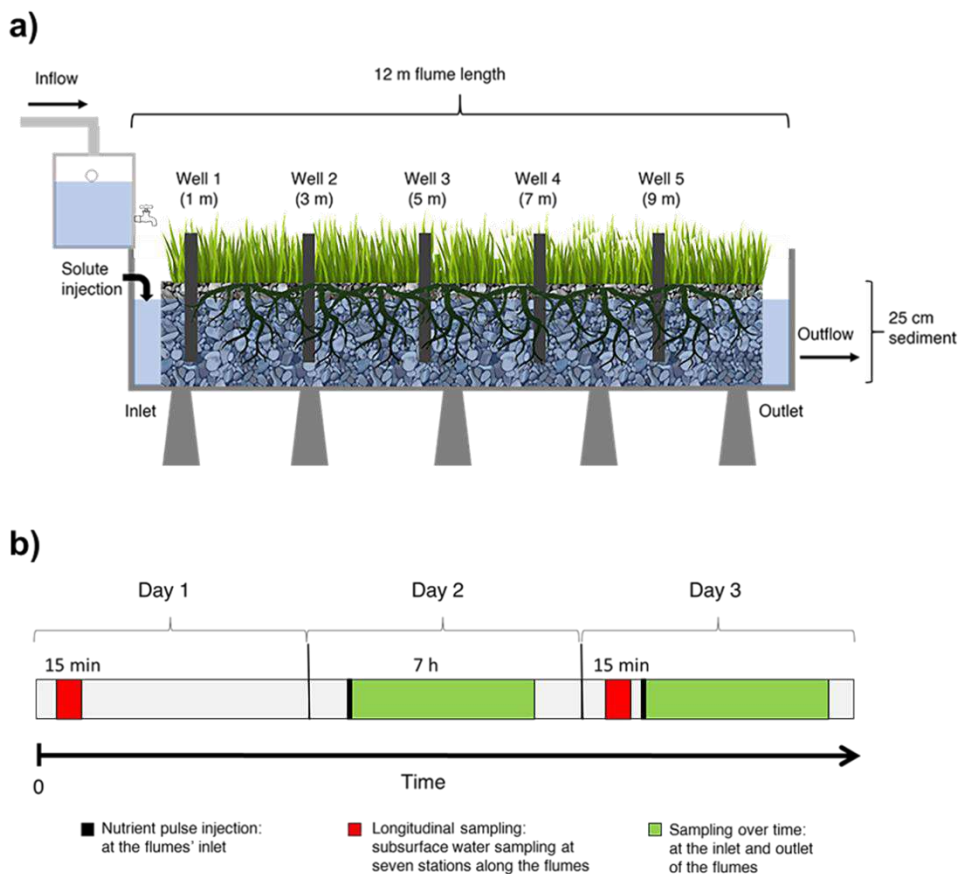 a)
12 m flume length
Inflow
Well 1
(1 m)
Well 2
(3 m)
Well 3
(5 m)
Well 4
(7 m)
Well 5
(9 m)
Solute
injection
25 cm
sediment
Outflow
Inlet
Outlet
b)
Day 1
Day 2
Day 3
15 min
7 h
15 min
0
Time
Nutrient pulse injection:
at the flumes' inlet
Longitudinal sampling:
subsurface water sampling at
seven stations along the flumes
Sampling over time:
at the inlet and outlet
of the flumes